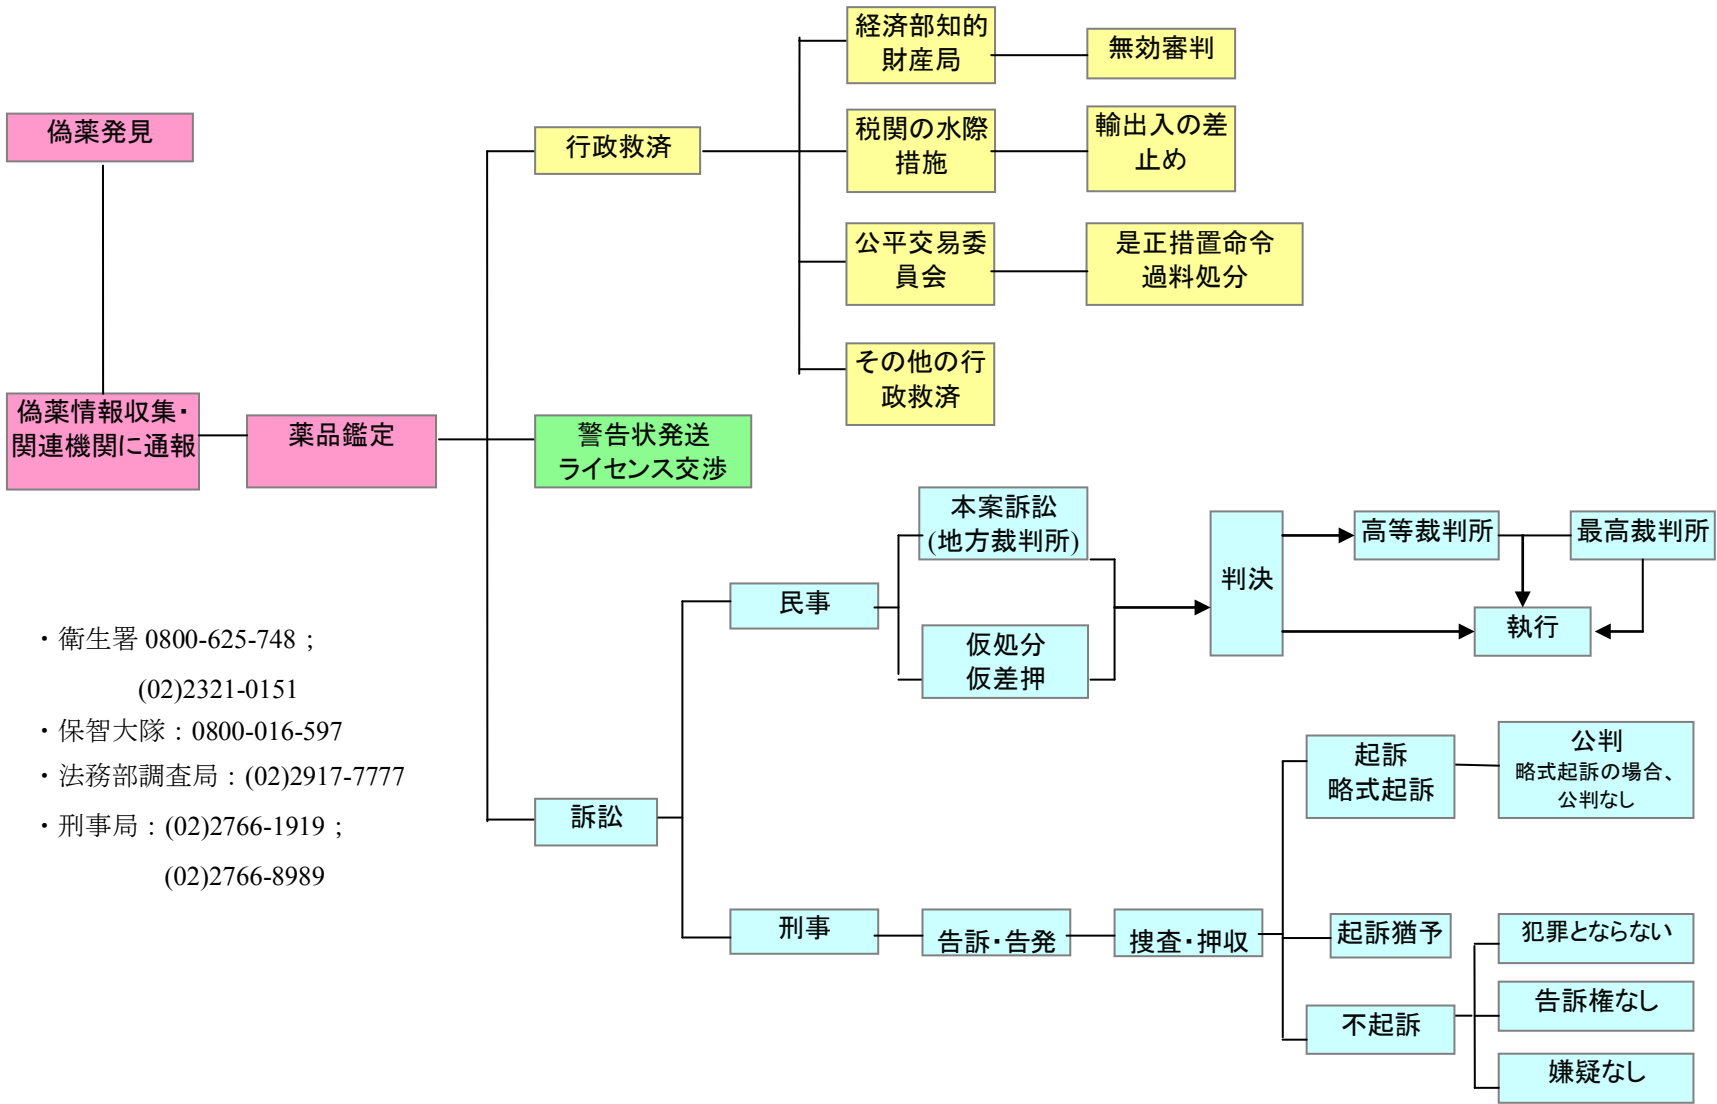 偽薬発見
偽薬情報収集・
関連機関に通報
薬品鑑定
行政救済
経済部知的
財産局
無効審判
税関の水際
措施
輸出入の差
止め
公平交易委
員会
是正措置命令
過料処分
その他の行
政救済
警告状発送
ライセンス交渉
訴訟
民事
本案訴訟
(地方裁判所)
仮処分
仮差押
判決
高等裁判所
最高裁判所
執行
刑事
告訴・告発
捜査・押収
起訴
略式起訴
公判
略式起訴の場合、
公判なし
起訴猶予
不起訴
犯罪とならない
告訴権なし
嫌疑なし
・衛生署 0800-625-748；
(02)2321-0151
・保智大隊：0800-016-597
・法務部調査局：(02)2917-7777
・刑事局：(02)2766-1919；
(02)2766-8989